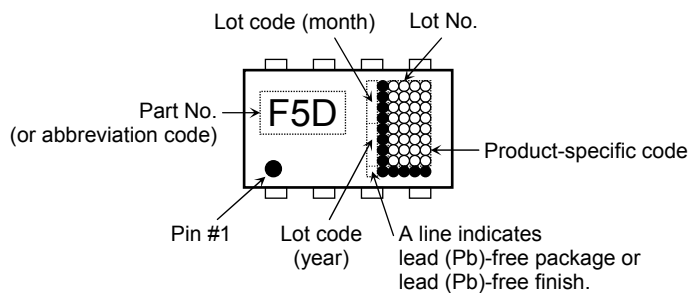 Lot code (month)
Lot No.
Part No.
(or abbreviation code)
F5D
Product-specific code
Pin #1
Lot code
(year)
A line indicates
lead (Pb)-free package or
lead (Pb)-free finish.